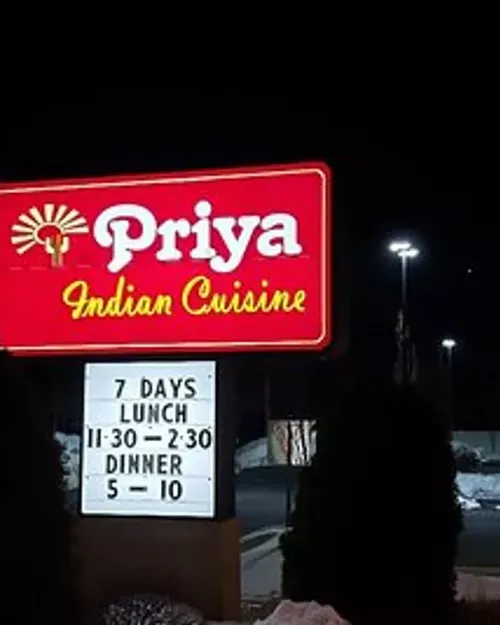 Priya
Indian Cuisine
7 DAYS
LUNCH
11-30 — 2-30
DINNER
5 — 10